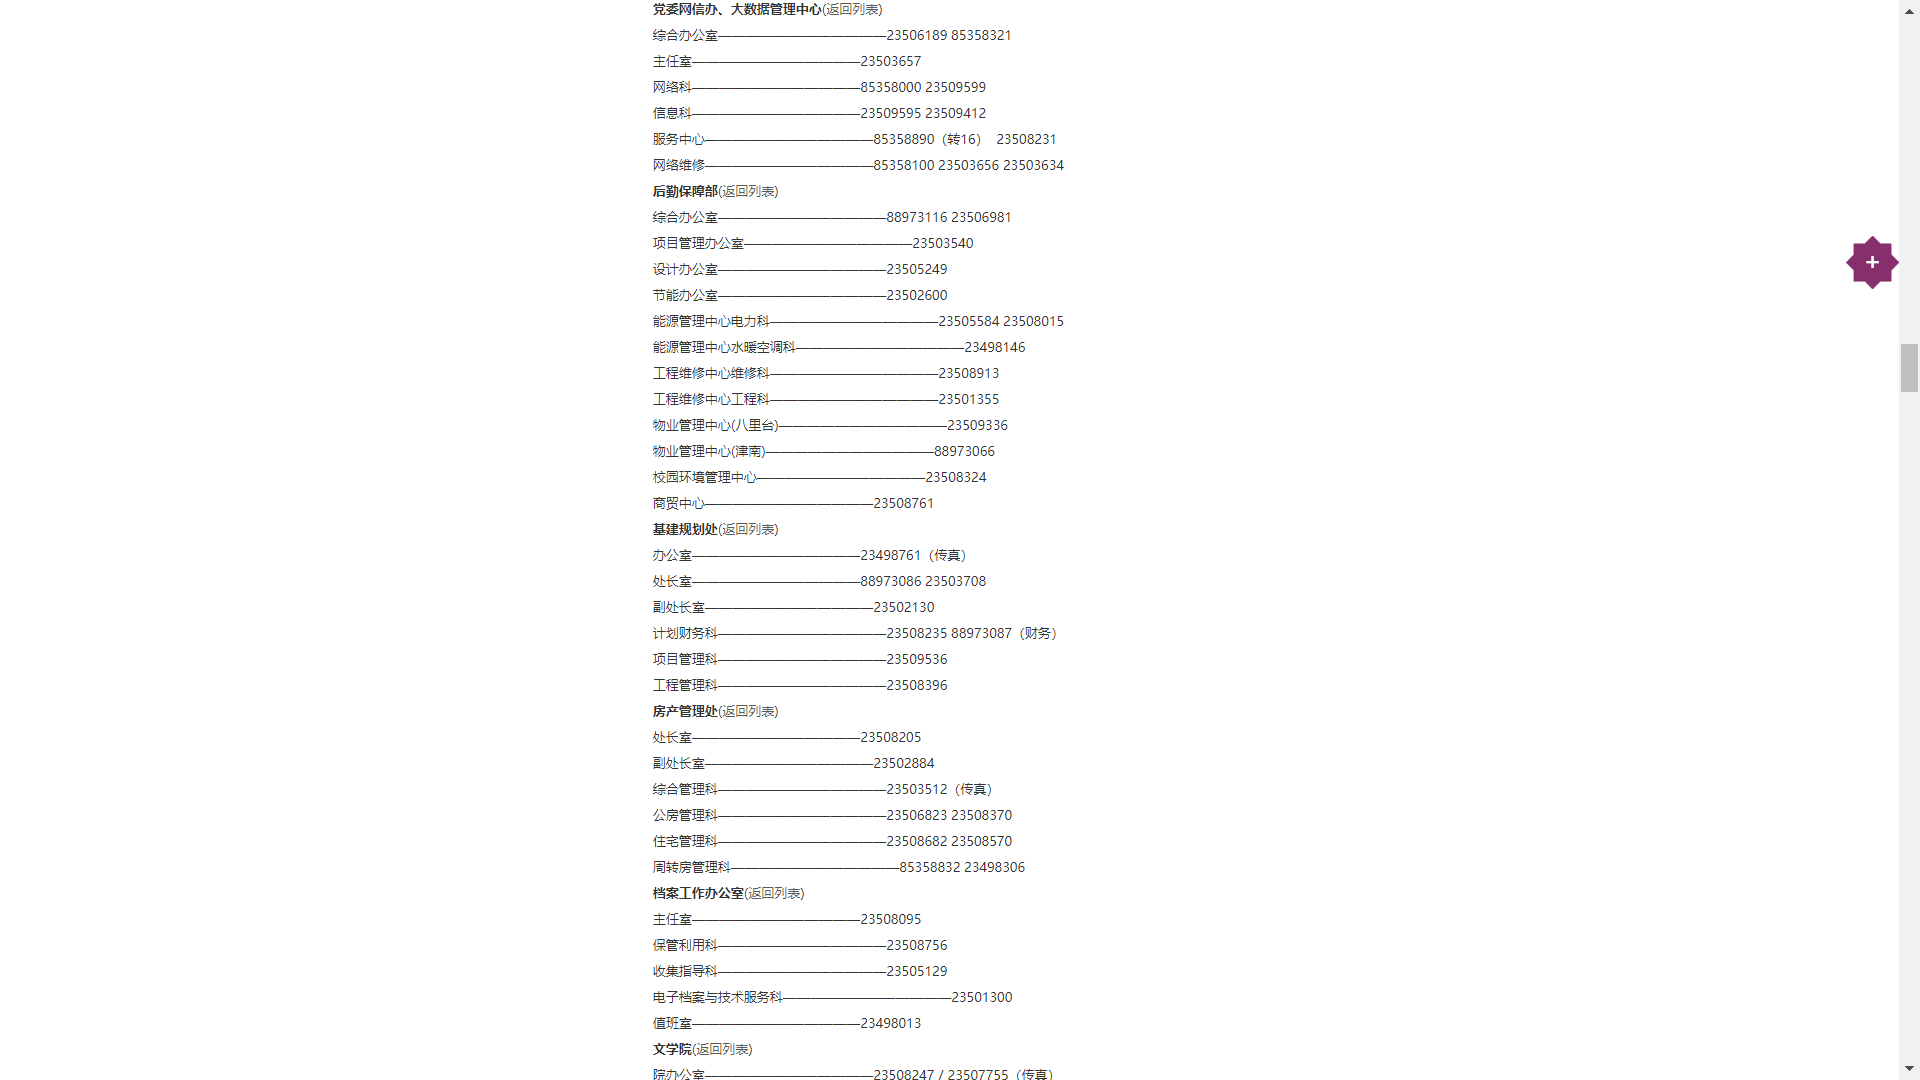 党委网信办、大数据管理中心(返回列表)
综合办公室—————————————23506189 85358321
主任室—————————————23503657
网络科—————————————85358000 23509599
信息科—————————————23509595 23509412
服务中心—————————————85358890（转16） 23508231
网络维修—————————————85358100 23503656 23503634
后勤保障部(返回列表)
综合办公室—————————————88973116 23506981
项目管理办公室—————————————23503540
设计办公室—————————————23505249
节能办公室—————————————23502600
能源管理中心电力科—————————————23505584 23508015
能源管理中心水暖空调科—————————————23498146
工程维修中心维修科—————————————23508913
工程维修中心工程科—————————————23501355
物业管理中心(八里台)—————————————23509336
物业管理中心(津南)—————————————88973066
校园环境管理中心—————————————23508324
商贸中心—————————————23508761
基建规划处(返回列表)
办公室—————————————23498761（传真）
处长室—————————————88973086 23503708
副处长室—————————————23502130
计划财务科—————————————23508235 88973087（财务）
项目管理科—————————————23509536
工程管理科—————————————23508396
房产管理处(返回列表)
处长室—————————————23508205
副处长室—————————————23502884
综合管理科—————————————23503512（传真）
公房管理科—————————————23506823 23508370
住宅管理科—————————————23508682 23508570
周转房管理科—————————————85358832 23498306
档案工作办公室(返回列表)
主任室—————————————23508095
保管利用科—————————————23508756
收集指导科—————————————23505129
电子档案与技术服务科—————————————23501300
值班室—————————————23498013
文学院(返回列表)
院办公室—————————————23508247 / 23507755（传真）
+